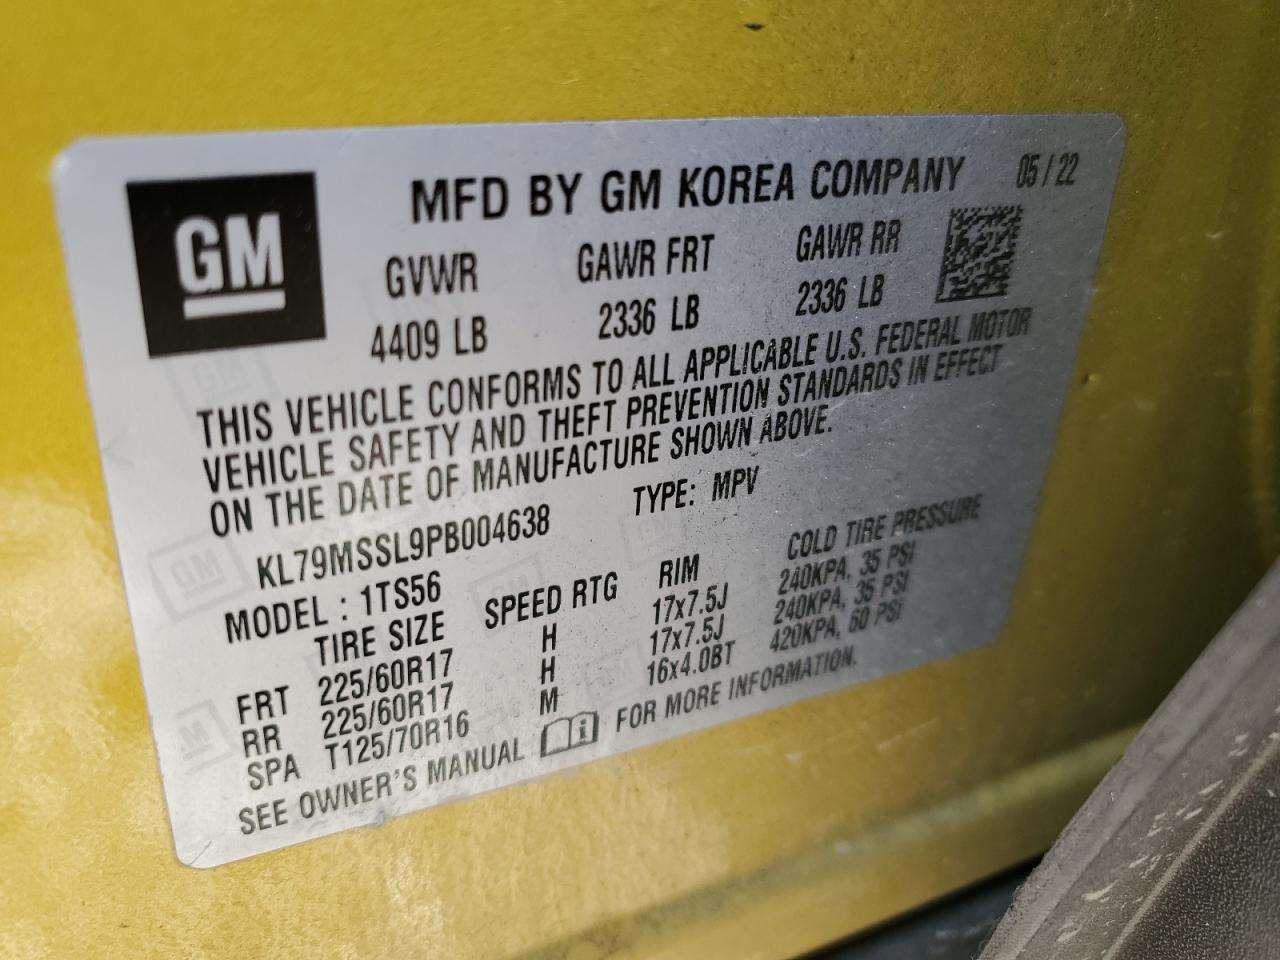 GM
MFD BY GM KOREA COMPANY 05/22
GVWR GAWR FRT GAWR RR
4409 LB 2336 LB 2336 LB
THIS VEHICLE CONFORMS TO ALL APPLICABLE U.S. FEDERAL MOTOR
VEHICLE SAFETY AND THEFT PREVENTION STANDARDS IN EFFECT
ON THE DATE OF MANUFACTURE SHOWN ABOVE.
KL79MSSL9PB004638 TYPE: MPV
MODEL : 1TS56
TIRE SIZE SPEED RTG RIM COLD TIRE PRESSURE
FRT 225/60R17 H 17x7.5J 240KPA, 35 PSI
RR 225/60R17 H 17x7.5J 240KPA, 35 PSI
SPA T125/70R16 M 16x4.0BT 420KPA, 60 PSI
SEE OWNER'S MANUAL FOR MORE INFORMATION.